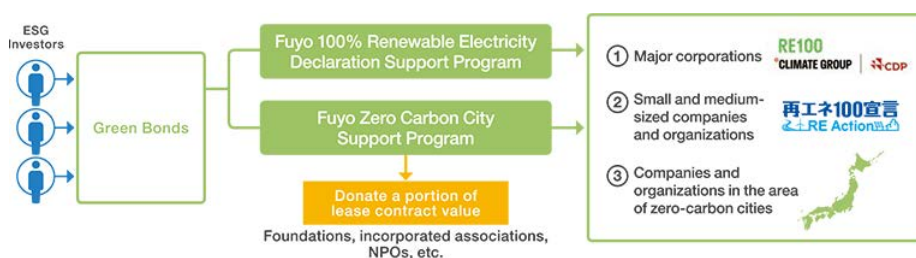 ESG
Investors
Green Bonds
Fuyo 100% Renewable Electricity
Declaration Support Program
Fuyo Zero Carbon City
Support Program
Donate a portion of
lease contract value
Foundations, incorporated associations,
NPOs, etc.
1 Major corporations
RE100
°CLIMATE GROUP
CDP
2 Small and medium-
sized companies
and organizations
再エネ100宣言
RE Action
3 Companies and
organizations in the area
of zero-carbon cities